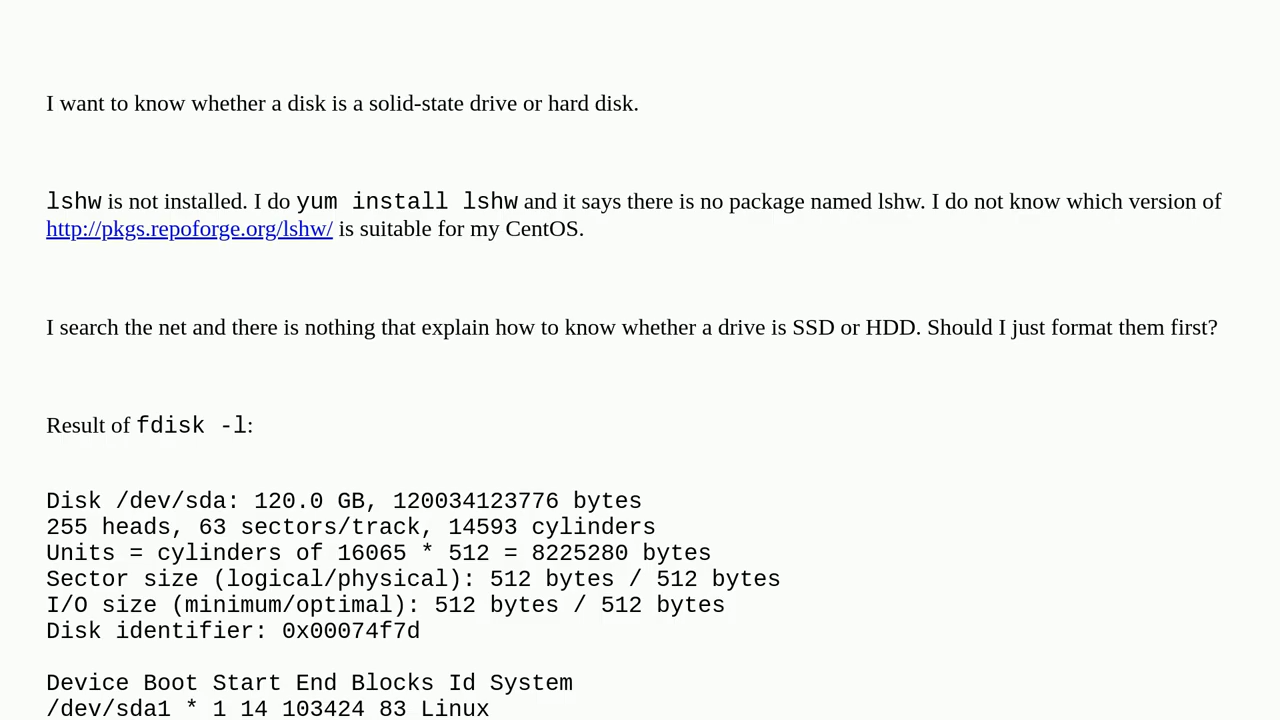 I want to know whether a disk is a solid-state drive or hard disk.
lshw is not installed. I do yum install lshw and it says there is no package named lshw. I do not know which version of
http://pkgs.repoforge.org/lshw/ is suitable for my CentOS.
I search the net and there is nothing that explain how to know whether a drive is SSD or HDD. Should I just format them first?
Result of fdisk -l:
Disk /dev/sda: 120.0 GB, 120034123776 bytes
255 heads, 63 sectors/track, 14593 cylinders
Units = cylinders of 16065 * 512 = 8225280 bytes
Sector size (logical/physical): 512 bytes / 512 bytes
I/O size (minimum/optimal): 512 bytes / 512 bytes
Disk identifier: 0x00074f7d
Device Boot Start End Blocks Id System
/dev/sda1 * 1 14 103424 83 Linux